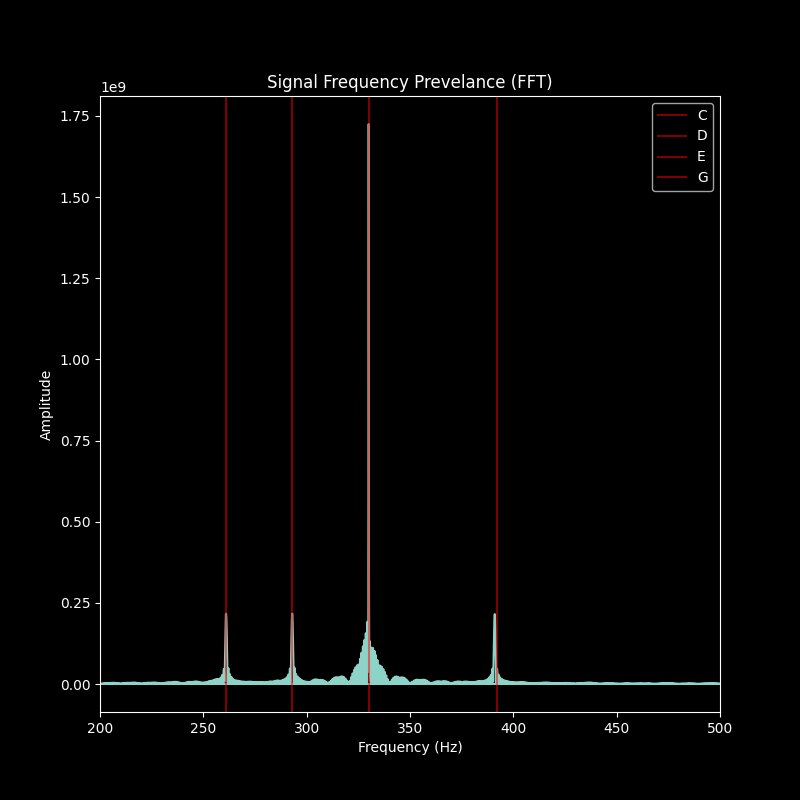 Signal Frequency Prevelance (FFT)
1e9
1.75
1.50
1.25
1.00
0.75
0.50
0.25
0.00
Amplitude
C
D
E
G
200 250 300 350 400 450 500
Frequency (Hz)